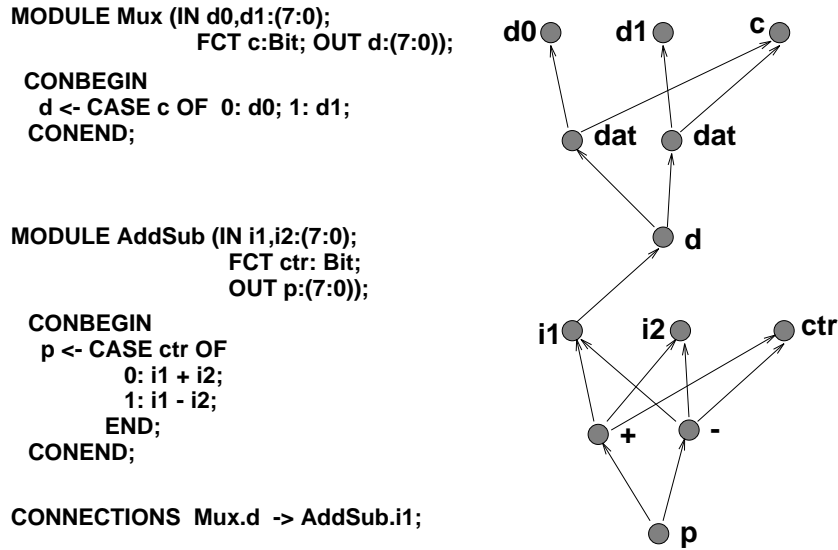 MODULE Mux (IN d0,d1:(7:0);
FCT c:Bit; OUT d:(7:0));
CONBEGIN
d <- CASE c OF 0: d0; 1: d1;
CONEND;
MODULE AddSub (IN i1,i2:(7:0);
FCT ctr: Bit;
OUT p:(7:0));
CONBEGIN
p <- CASE ctr OF
0: i1 + i2;
1: i1 - i2;
END;
CONEND;
CONNECTIONS Mux.d -> AddSub.i1;
d0 d1 c
dat dat
d
i1 i2 ctr
+ -
p